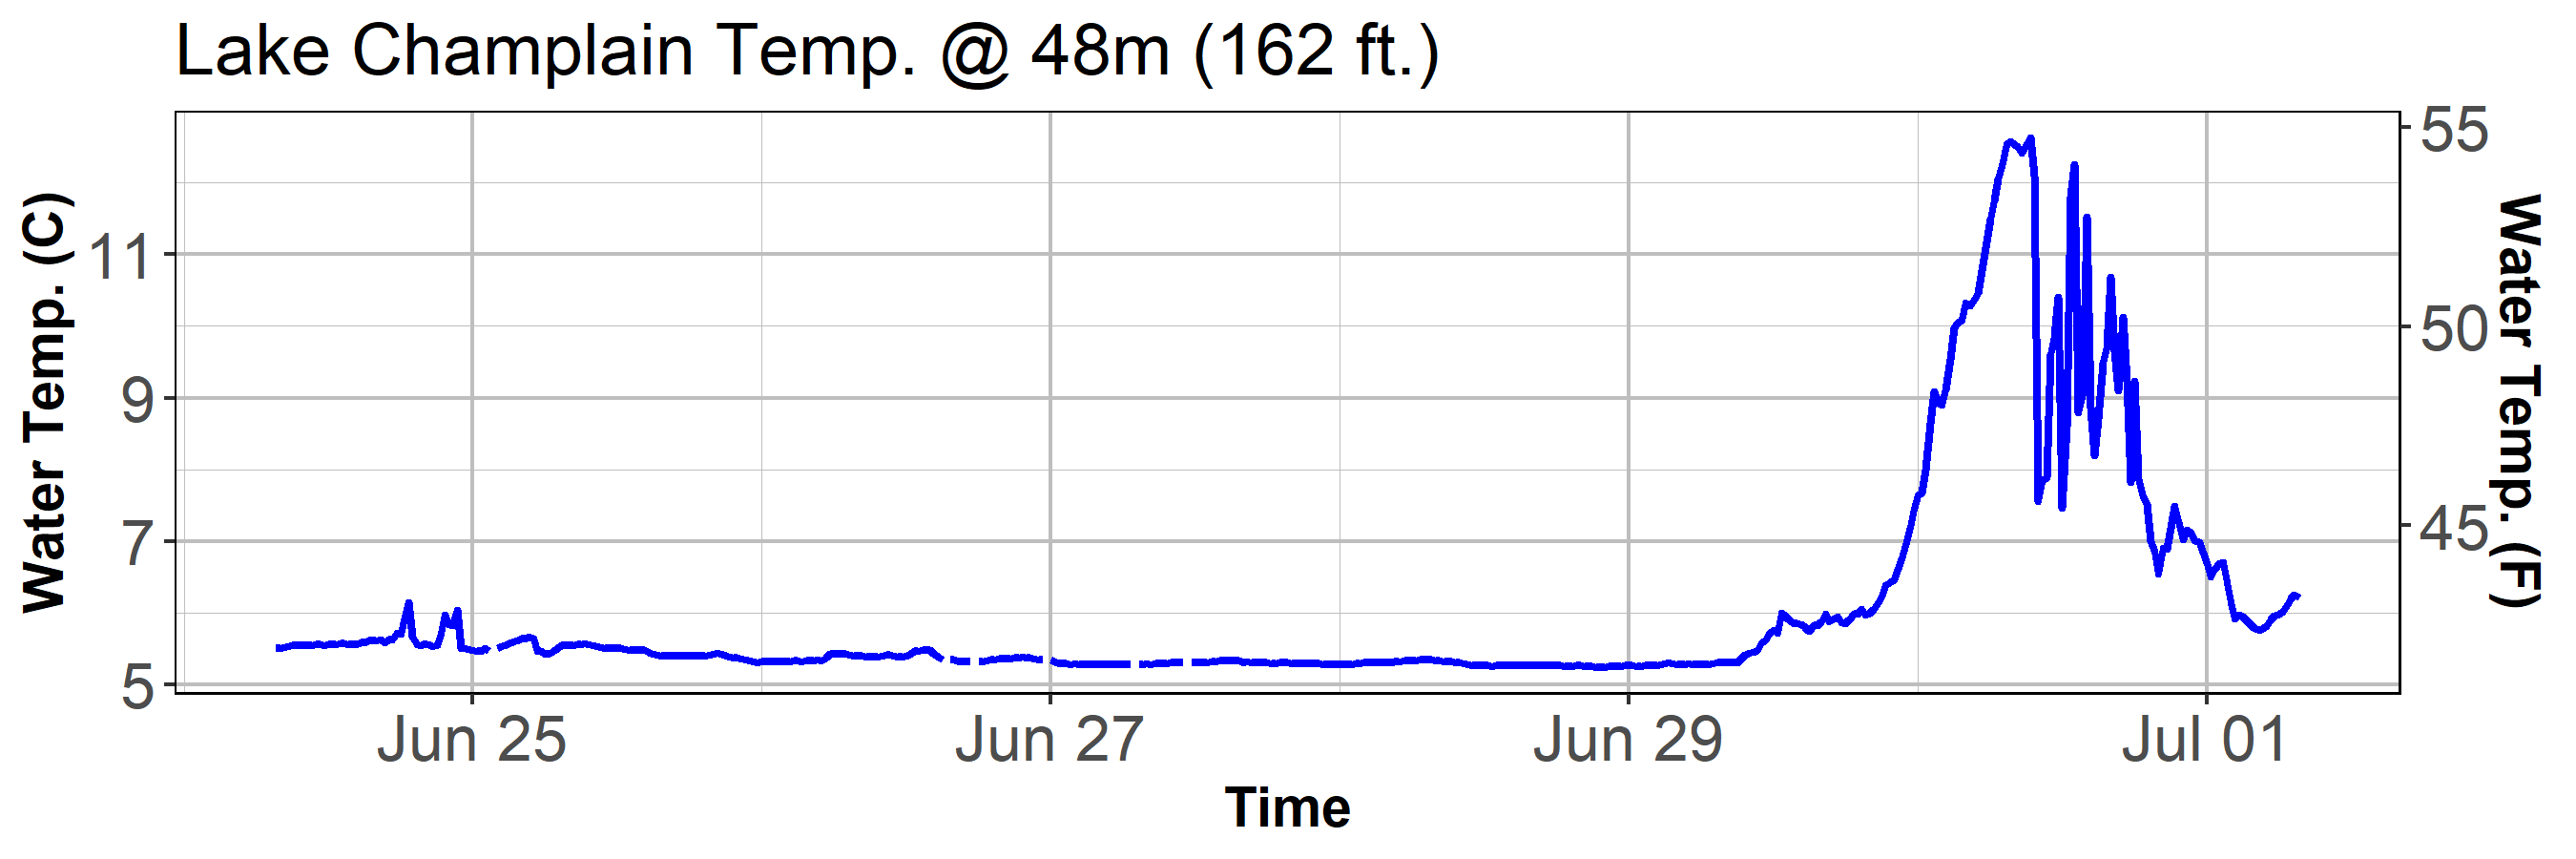 Lake Champlain Temp. @ 48m (162 ft.)
Water Temp. (C)
11
9
7
5
55
50
45
Water Temp. (F)
Jun 25
Jun 27
Jun 29
Jul 01
Time